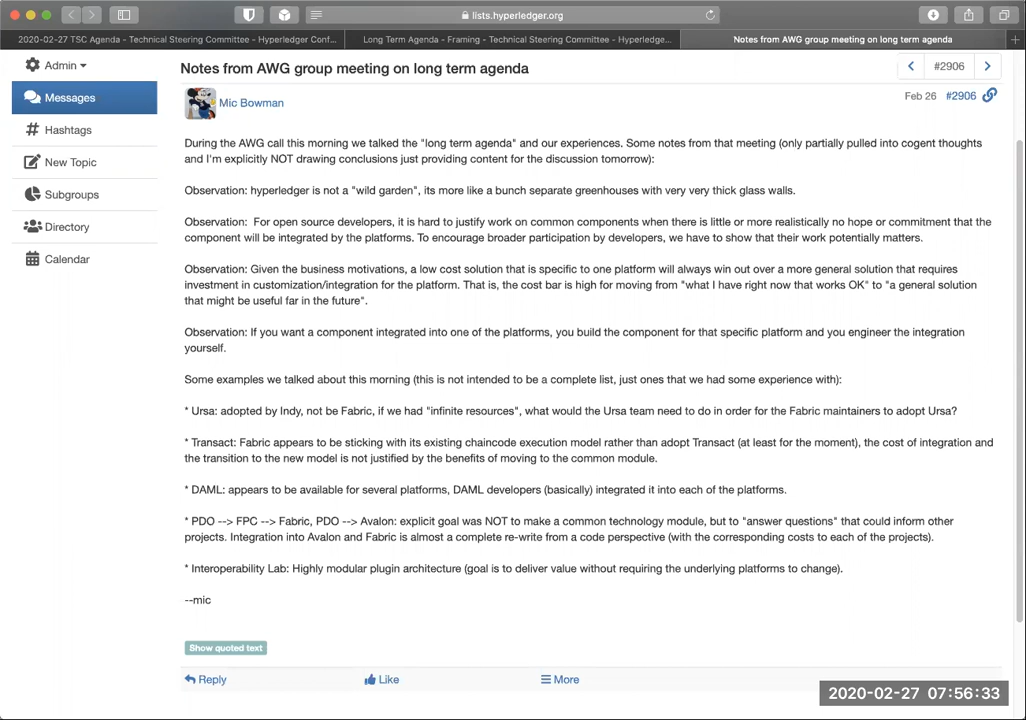 lists.hyperledger.org
2020-02-27 TSC Agenda - Technical Steering Committee - Hyperledger Conf...
Long Term Agenda - Framing - Technical Steering Committee - Hyperledge...
Notes from AWG group meeting on long term agenda
Admin
Messages
Hashtags
New Topic
Subgroups
Directory
Calendar
Notes from AWG group meeting on long term agenda
#2906
Mic Bowman
Feb 26 #2906
During the AWG call this morning we talked the "long term agenda" and our experiences. Some notes from that meeting (only partially pulled into cogent thoughts
and I'm explicitly NOT drawing conclusions just providing content for the discussion tomorrow):
Observation: hyperledger is not a "wild garden", its more like a bunch separate greenhouses with very very thick glass walls.
Observation: For open source developers, it is hard to justify work on common components when there is little or more realistically no hope or commitment that the
component will be integrated by the platforms. To encourage broader participation by developers, we have to show that their work potentially matters.
Observation: Given the business motivations, a low cost solution that is specific to one platform will always win out over a more general solution that requires
investment in customization/integration for the platform. That is, the cost bar is high for moving from "what I have right now that works OK" to "a general solution
that might be useful far in the future".
Observation: If you want a component integrated into one of the platforms, you build the component for that specific platform and you engineer the integration
yourself.
Some examples we talked about this morning (this is not intended to be a complete list, just ones that we had some experience with):
* Ursa: adopted by Indy, not be Fabric, if we had "infinite resources", what would the Ursa team need to do in order for the Fabric maintainers to adopt Ursa?
* Transact: Fabric appears to be sticking with its existing chaincode execution model rather than adopt Transact (at least for the moment), the cost of integration and
the transition to the new model is not justified by the benefits of moving to the common module.
* DAML: appears to be available for several platforms, DAML developers (basically) integrated it into each of the platforms.
* PDO --> FPC --> Fabric, PDO --> Avalon: explicit goal was NOT to make a common technology module, but to "answer questions" that could inform other
projects. Integration into Avalon and Fabric is almost a complete re-write from a code perspective (with the corresponding costs to each of the projects).
* Interoperability Lab: Highly modular plugin architecture (goal is to deliver value without requiring the underlying platforms to change).
--mic
Show quoted text
Reply
Like
More
2020-02-27 07:56:33